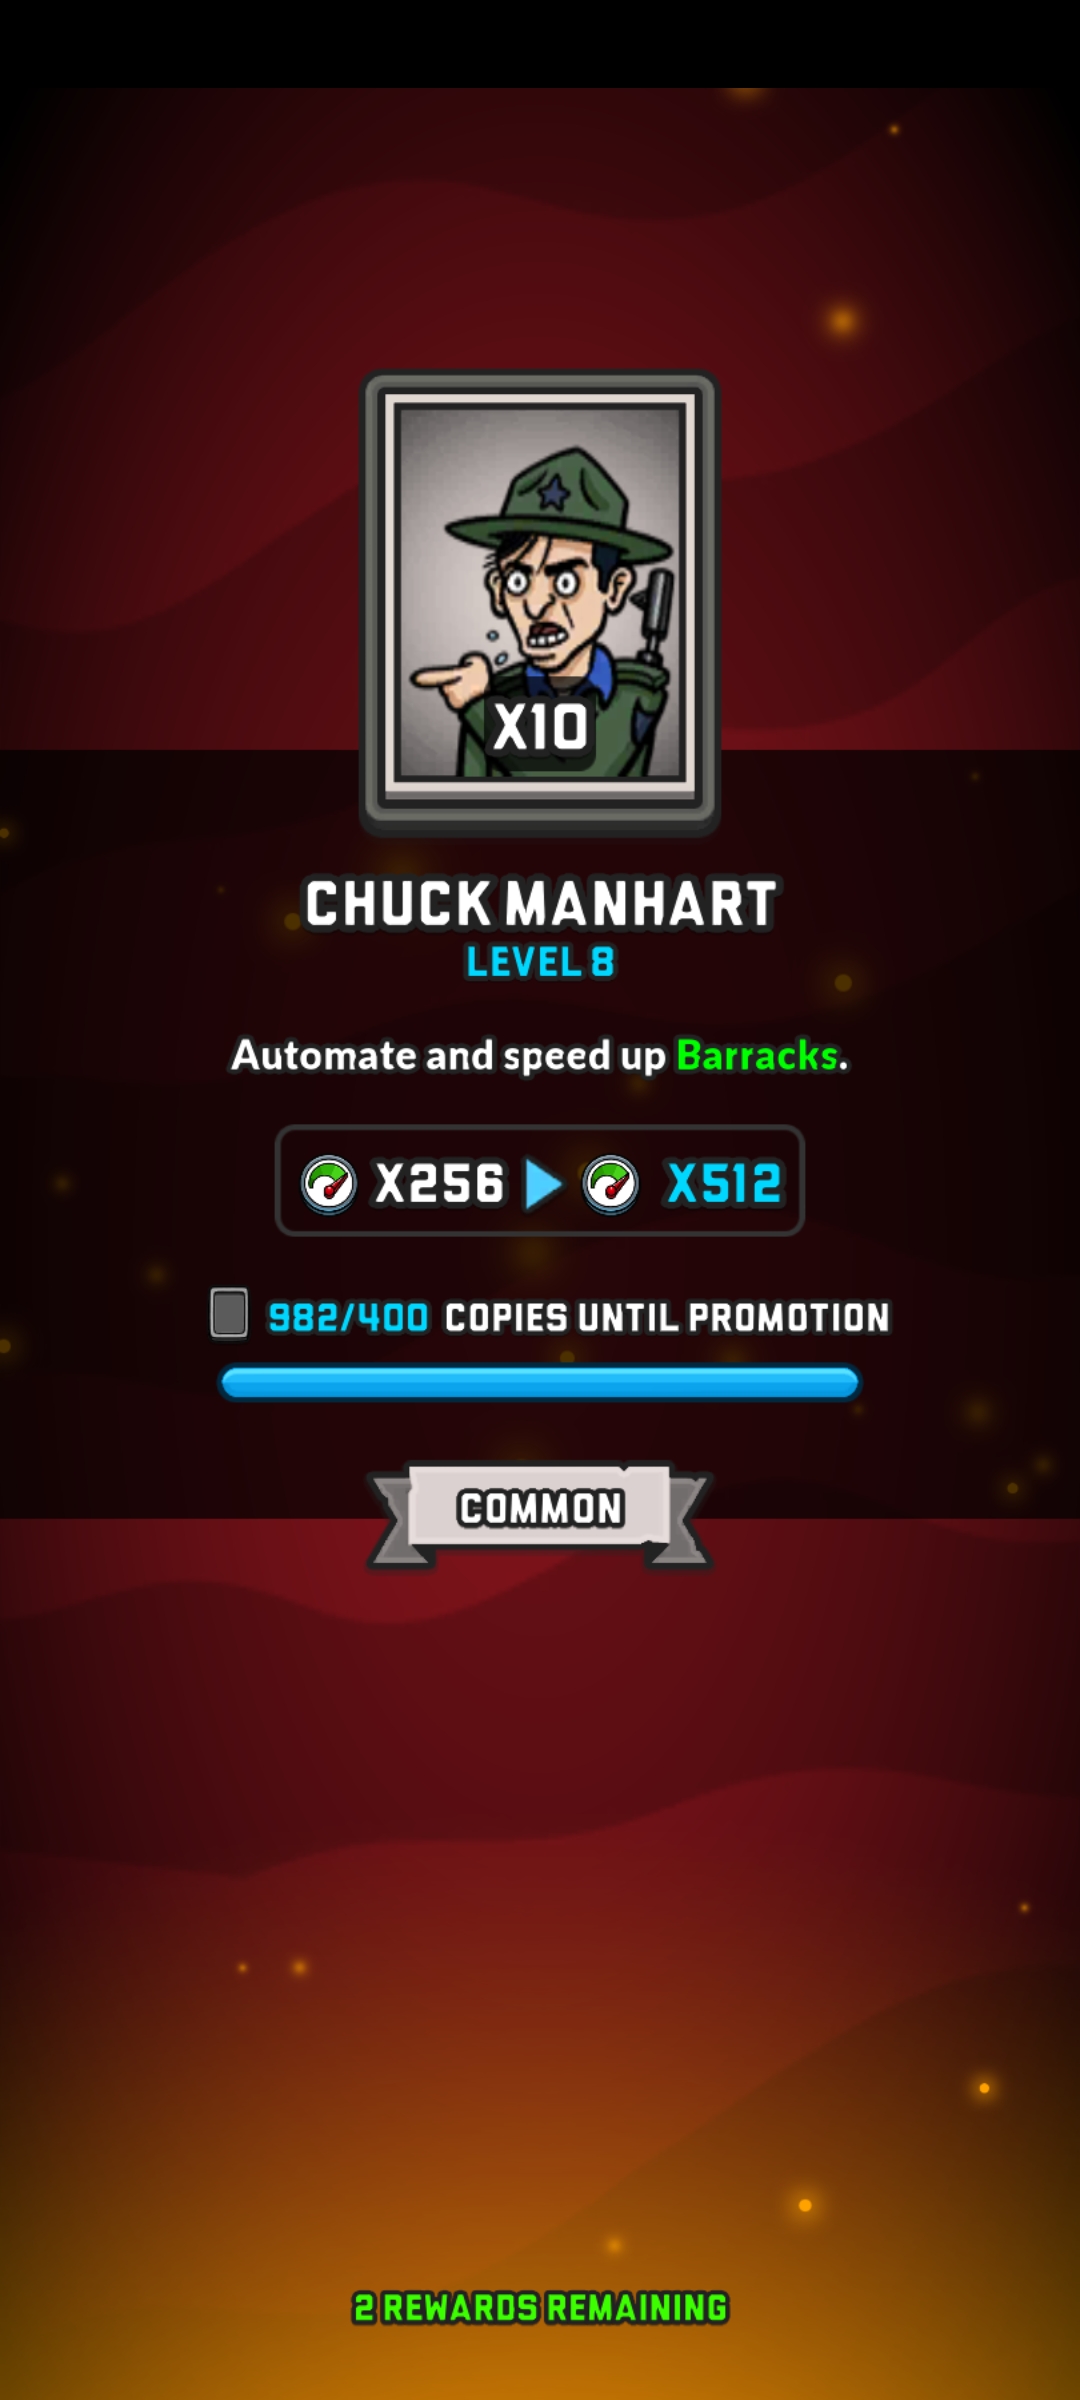 X10
CHUCK MANHART
LEVEL 8
Automate and speed up Barracks.
X256 X512
982/400 COPIES UNTIL PROMOTION
COMMON
2 REWARDS REMAINING